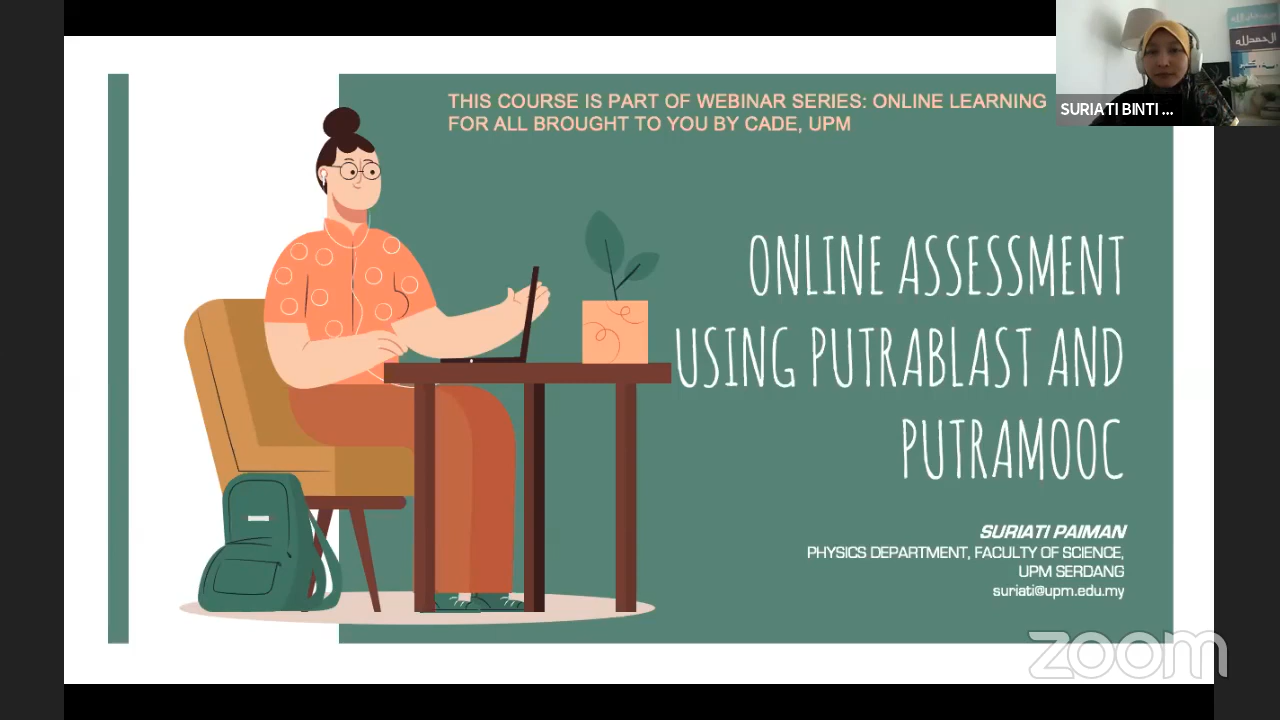 THIS COURSE IS PART OF WEBINAR SERIES: ONLINE LEARNING
FOR ALL BROUGHT TO YOU BY CADE, UPM
SURIATI BINTI ...
ONLINE ASSESSMENT
USING PUTRABLAST AND
PUTRAMOOC
SURIATI PAIMAN
PHYSICS DEPARTMENT, FACULTY OF SCIENCE,
UPM SERDANG
suriati@upm.edu.my
zoom
الحمدلله